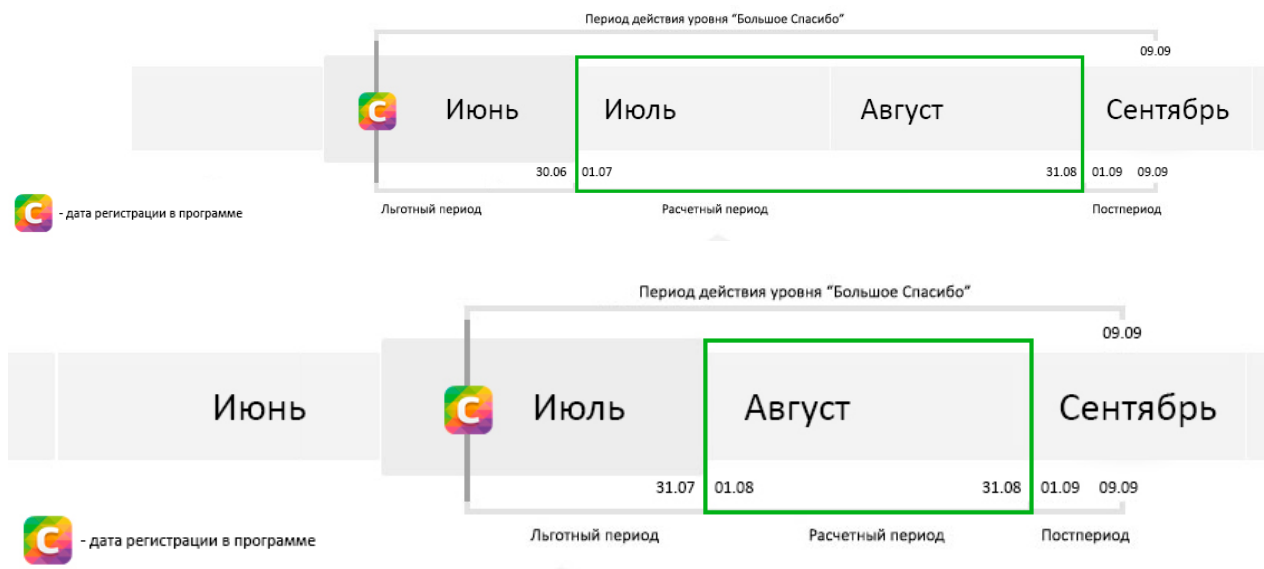 Период действия уровня "Большое Спасибо"
09.09
С Июнь Июль Август Сентябрь
30.06 01.07 31.08 01.09 09.09
Льготный период Расчетный период Постпериод
С - дата регистрации в программе
Период действия уровня "Большое Спасибо"
09.09
Июнь С Июль Август Сентябрь
31.07 01.08 31.08 01.09 09.09
Льготный период Расчетный период Постпериод
С - дата регистрации в программе